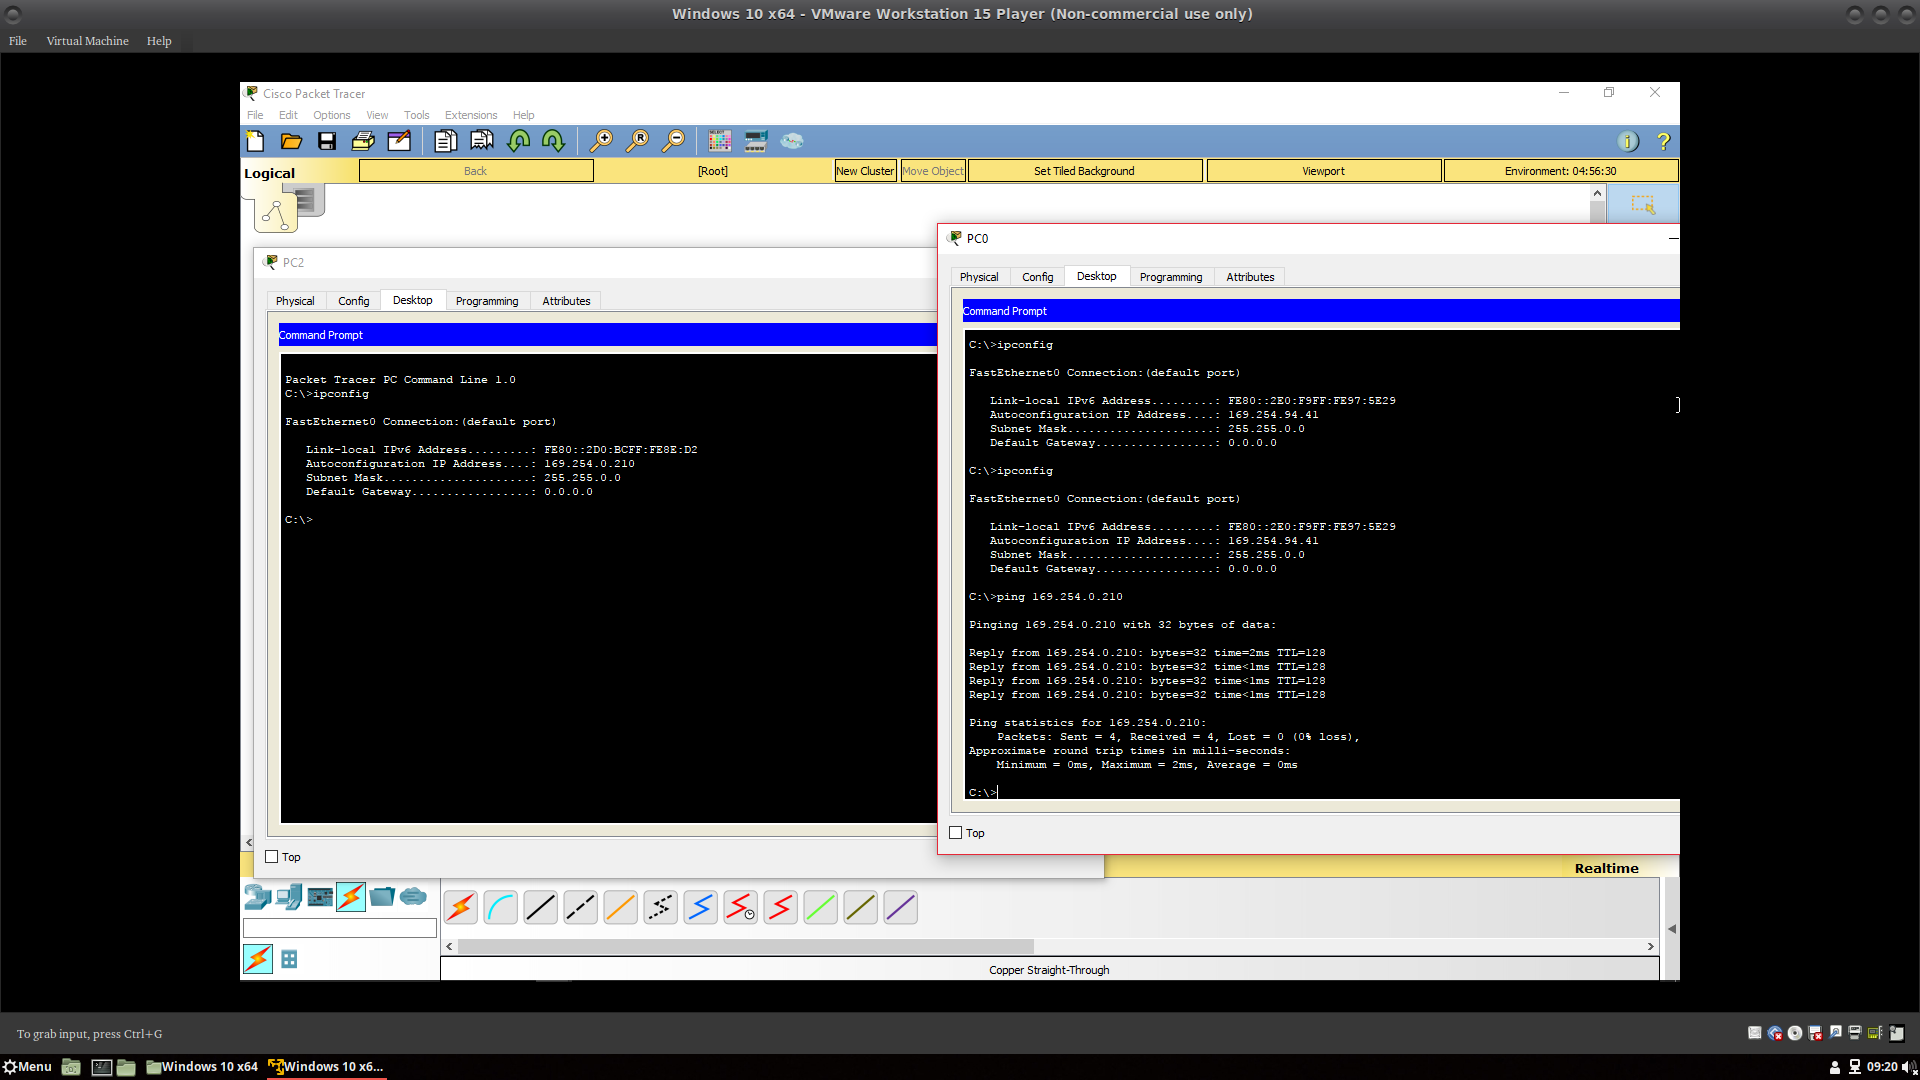 Windows 10 x64 - VMware Workstation 15 Player (Non-commercial use only)
File Virtual Machine Help
Cisco Packet Tracer
File Edit Options View Tools Extensions Help
Logical Back [Root] New Cluster Move Object Set Tiled Background Viewport Environment: 04:56:30
PC2
Physical Config Desktop Programming Attributes
Command Prompt
Packet Tracer PC Command Line 1.0
C:\>ipconfig
FastEthernet0 Connection:(default port)
Link-local IPv6 Address.........: FE80::2D0:BCFF:FE8E:D2
Autoconfiguration IP Address....: 169.254.0.210
Subnet Mask.....................: 255.255.0.0
Default Gateway.................: 0.0.0.0
C:\>
Top
PC0
Physical Config Desktop Programming Attributes
Command Prompt
C:\>ipconfig
FastEthernet0 Connection:(default port)
Link-local IPv6 Address.........: FE80::2E0:F9FF:FE97:5E29
Autoconfiguration IP Address....: 169.254.94.41
Subnet Mask.....................: 255.255.0.0
Default Gateway.................: 0.0.0.0
C:\>ipconfig
FastEthernet0 Connection:(default port)
Link-local IPv6 Address.........: FE80::2E0:F9FF:FE97:5E29
Autoconfiguration IP Address....: 169.254.94.41
Subnet Mask.....................: 255.255.0.0
Default Gateway.................: 0.0.0.0
C:\>ping 169.254.0.210
Pinging 169.254.0.210 with 32 bytes of data:
Reply from 169.254.0.210: bytes=32 time=2ms TTL=128
Reply from 169.254.0.210: bytes=32 time<1ms TTL=128
Reply from 169.254.0.210: bytes=32 time<1ms TTL=128
Reply from 169.254.0.210: bytes=32 time<1ms TTL=128
Ping statistics for 169.254.0.210:
Packets: Sent = 4, Received = 4, Lost = 0 (0% loss),
Approximate round trip times in milli-seconds:
Minimum = 0ms, Maximum = 2ms, Average = 0ms
C:\>
Top
Realtime
Copper Straight-Through
To grab input, press Ctrl+G
Menu Windows 10 x64 Windows 10 x6... 09:20